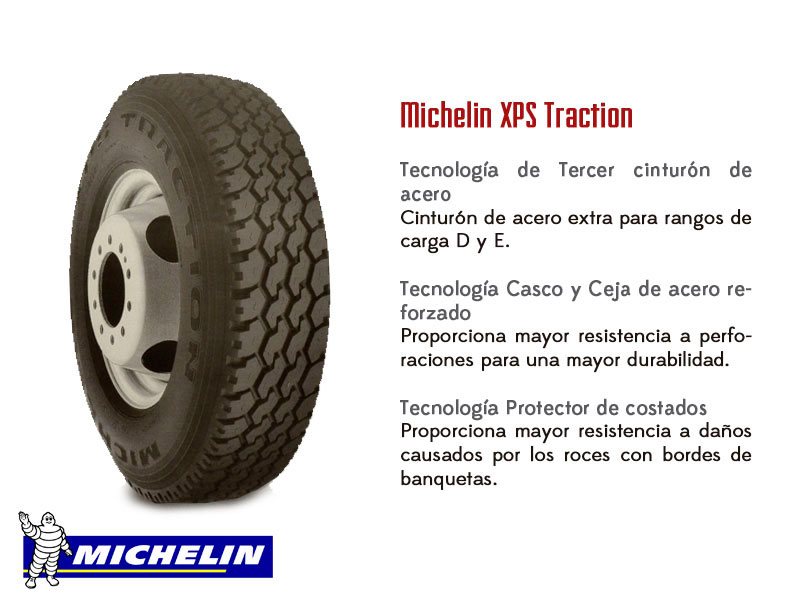 Michelin XPS Traction
Tecnología de Tercer cinturón de
acero
Cinturón de acero extra para rangos de
carga D y E.
Tecnología Casco y Ceja de acero re-
forzado
Proporciona mayor resistencia a perfo-
raciones para una mayor durabilidad.
Tecnología Protector de costados
Proporciona mayor resistencia a daños
causados por los roces con bordes de
banquetas.
TRACTION
MICH
MICHELIN